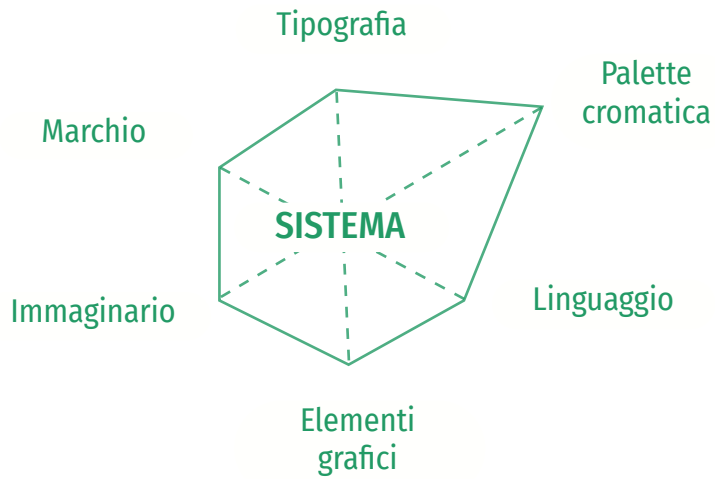 Tipografia
Palette
cromatica
Marchio
SISTEMA
Immaginario
Linguaggio
Elementi
grafici